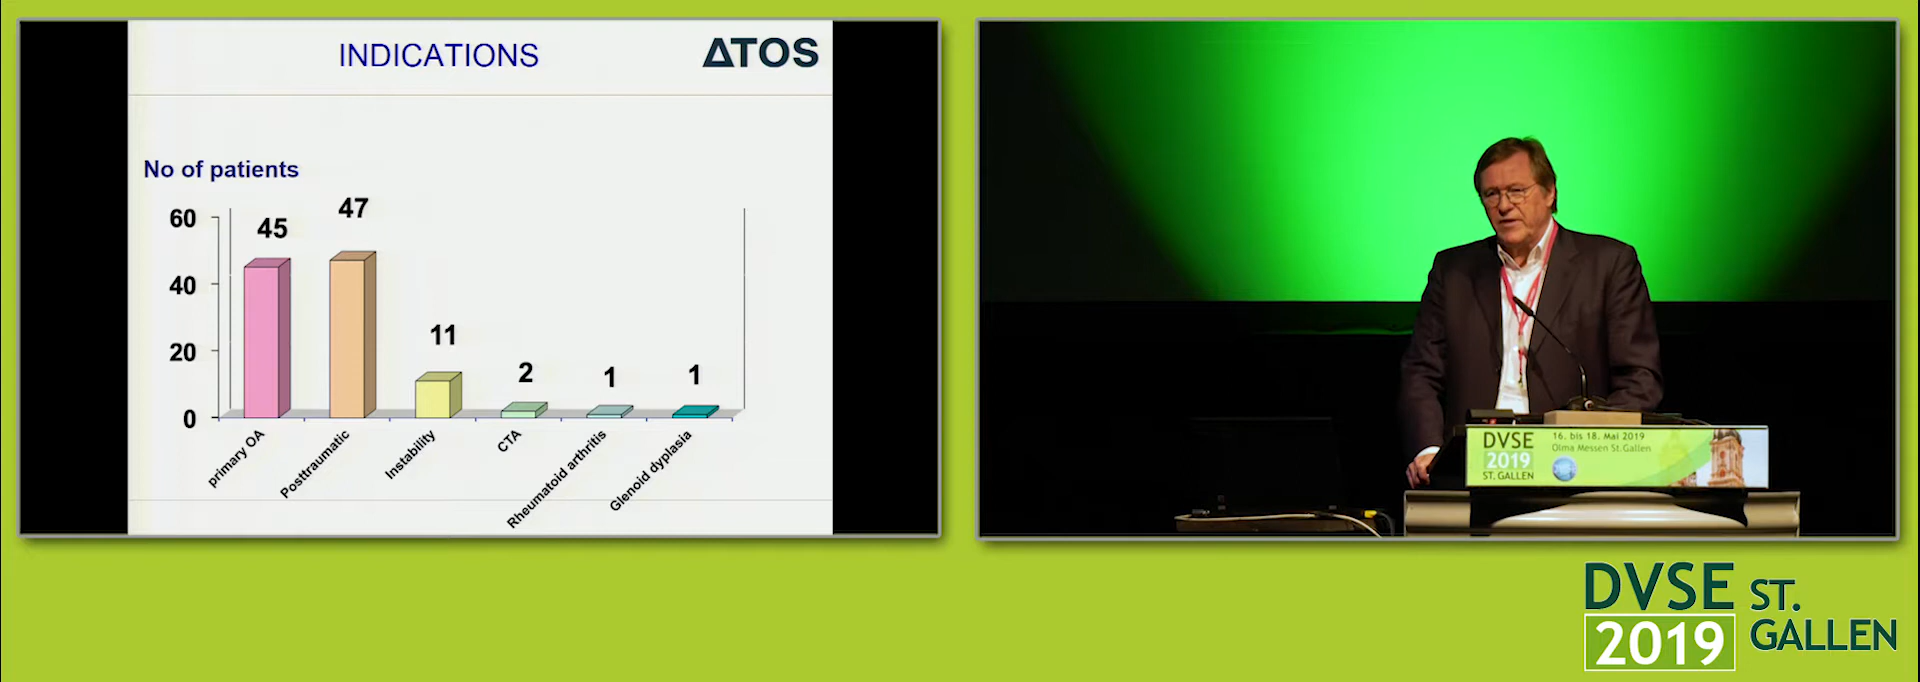 INDICATIONS
ATOS
No of patients
60
40
20
0
45
47
11
2
1
1
primary OA
Posttraumatic
Instability
CTA
Rheumatoid arthritis
Glenoid dyplasia
DVSE
2019
ST. GALLEN
16. bis 18. Mai 2019
Olma Messen St.Gallen
DVSE ST.
2019 GALLEN